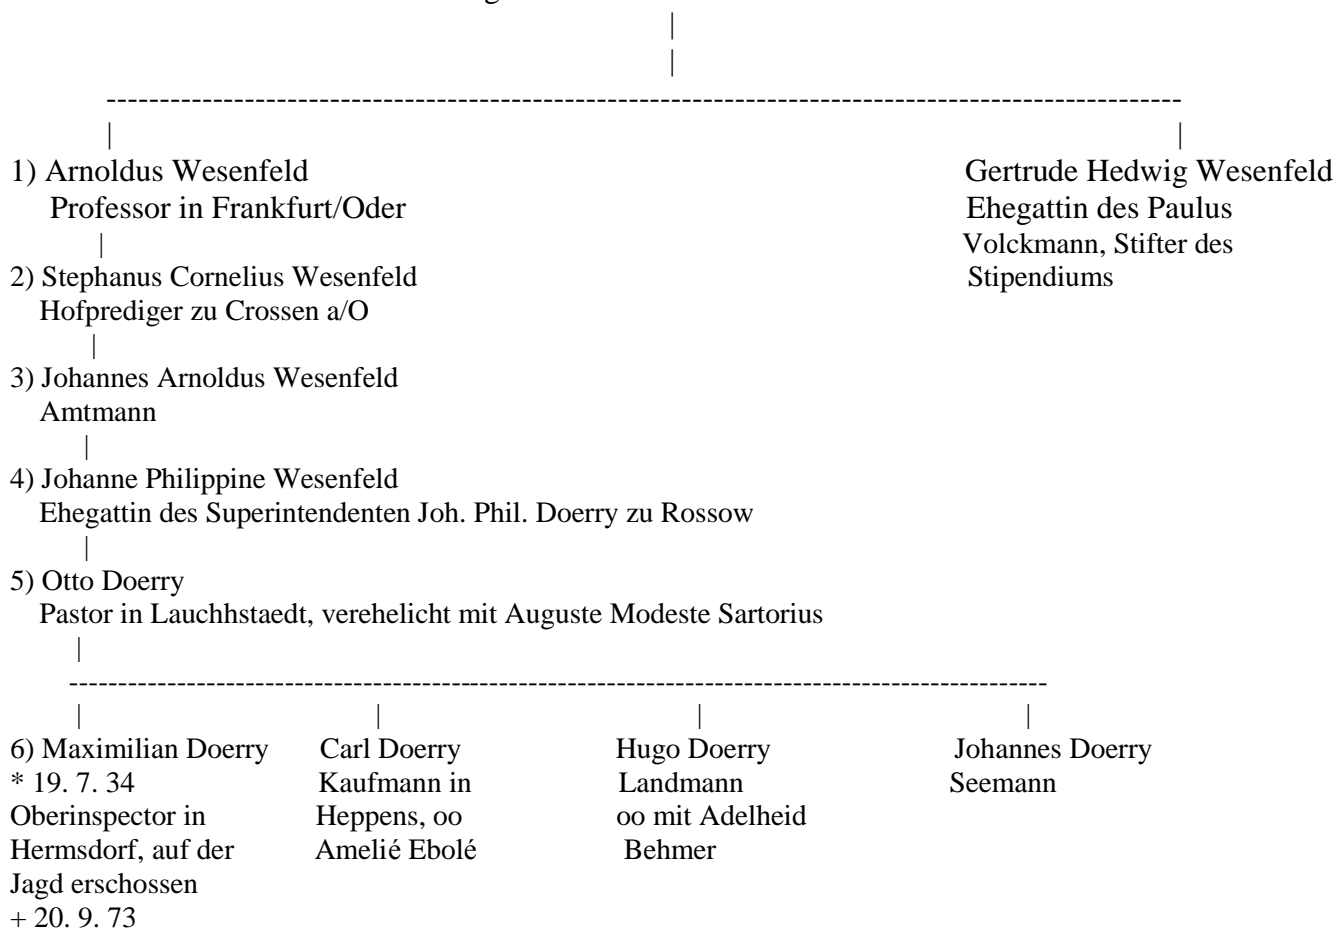 1) Arnoldus Wesenfeld Gertrude Hedwig Wesenfeld
Professor in Frankfurt/Oder Ehegattin des Paulus
Volckmann, Stifter des
2) Stephanus Cornelius Wesenfeld Stipendiums
Hofprediger zu Crossen a/O
3) Johannes Arnoldus Wesenfeld
Amtmann
4) Johanne Philippine Wesenfeld
Ehegattin des Superintendenten Joh. Phil. Doerry zu Rossow
5) Otto Doerry
Pastor in Lauchhstaedt, verehelicht mit Auguste Modeste Sartorius
6) Maximilian Doerry Carl Doerry Hugo Doerry Johannes Doerry
* 19. 7. 34 Kaufmann in Landmann Seemann
Oberinspector in Heppens, oo oo mit Adelheid
Hermsdorf, auf der Amelié Ebolé Behmer
Jagd erschossen
+ 20. 9. 73